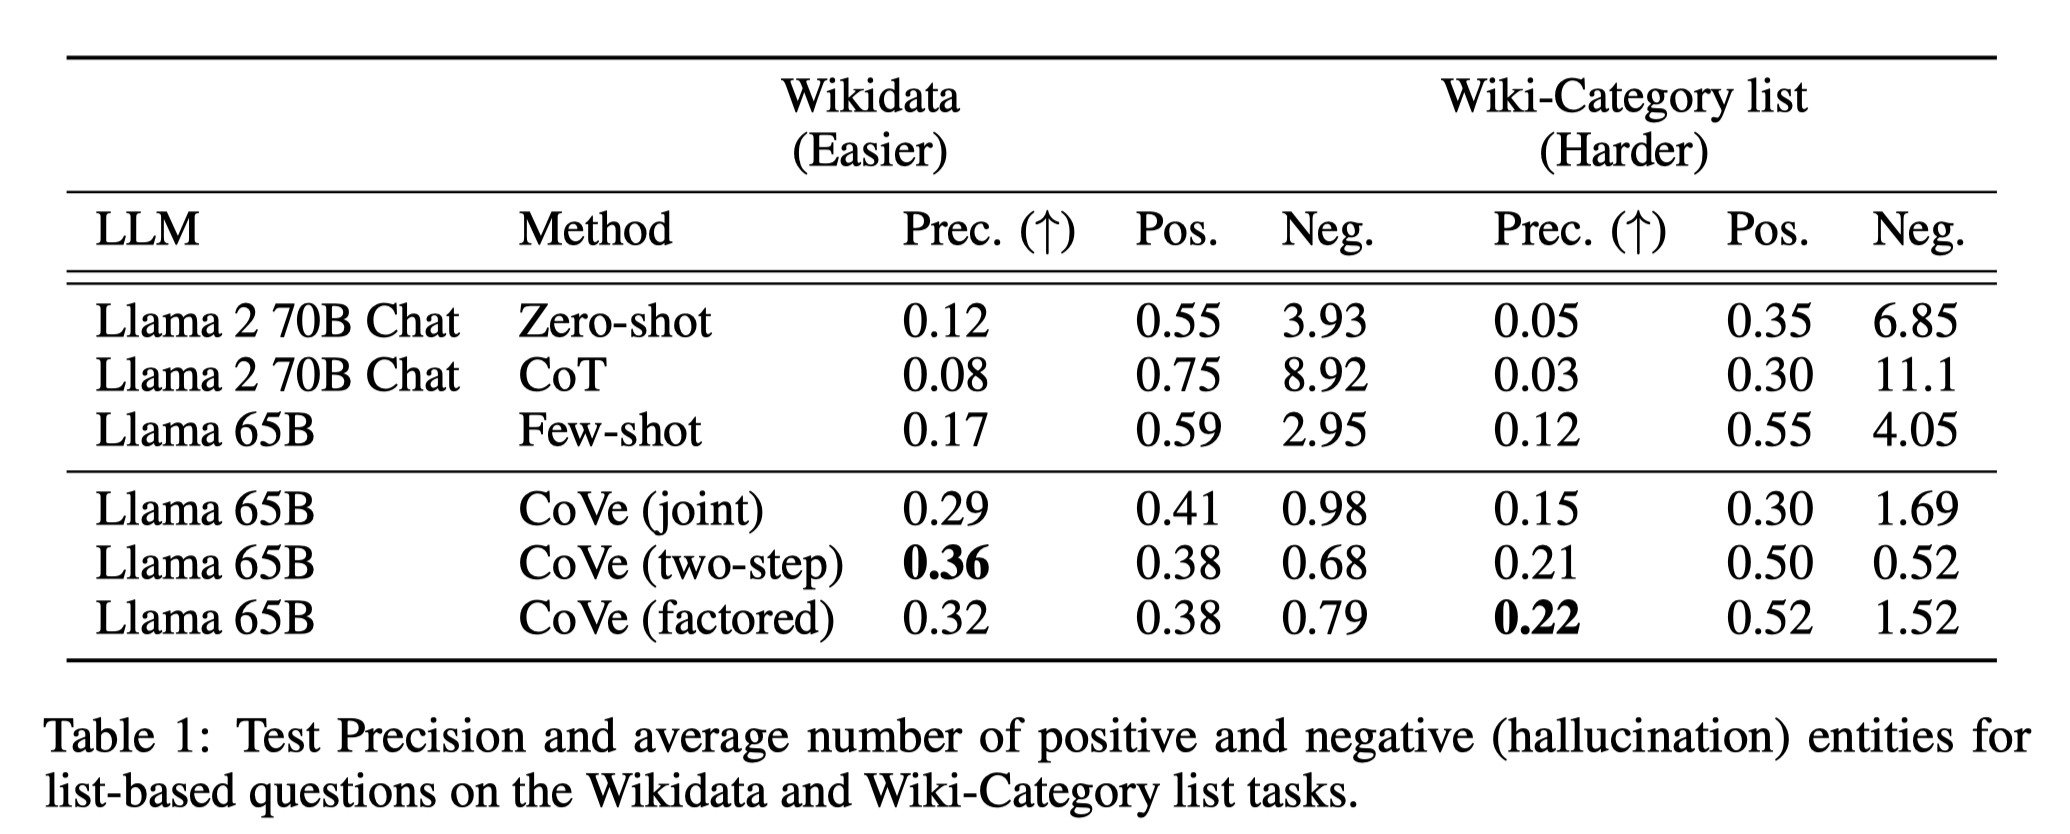 Wikidata Wiki-Category list
(Easier) (Harder)
LLM Method Prec. (↑) Pos. Neg. Prec. (↑) Pos. Neg.
Llama 2 70B Chat Zero-shot 0.12 0.55 3.93 0.05 0.35 6.85
Llama 2 70B Chat CoT 0.08 0.75 8.92 0.03 0.30 11.1
Llama 65B Few-shot 0.17 0.59 2.95 0.12 0.55 4.05
Llama 65B CoVe (joint) 0.29 0.41 0.98 0.15 0.30 1.69
Llama 65B CoVe (two-step) 0.36 0.38 0.68 0.21 0.50 0.52
Llama 65B CoVe (factored) 0.32 0.38 0.79 0.22 0.52 1.52
Table 1: Test Precision and average number of positive and negative (hallucination) entities for
list-based questions on the Wikidata and Wiki-Category list tasks.